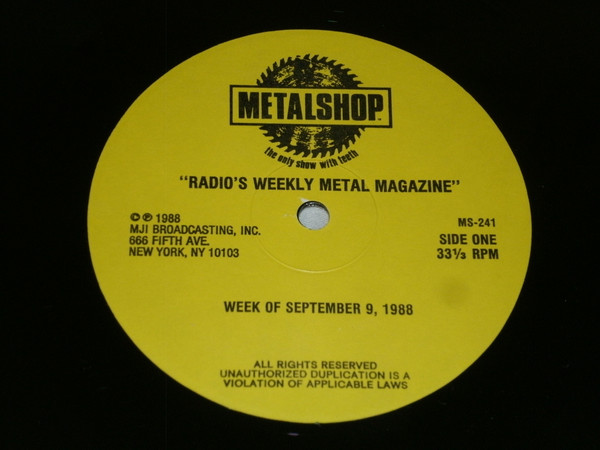 METALSHOP™
the only show with teeth
"RADIO'S WEEKLY METAL MAGAZINE"
© ℗ 1988
MJI BROADCASTING, INC.
666 FIFTH AVE.
NEW YORK, NY 10103
MS-241
SIDE ONE
33⅓ RPM
WEEK OF SEPTEMBER 9, 1988
ALL RIGHTS RESERVED
UNAUTHORIZED DUPLICATION IS A
VIOLATION OF APPLICABLE LAWS